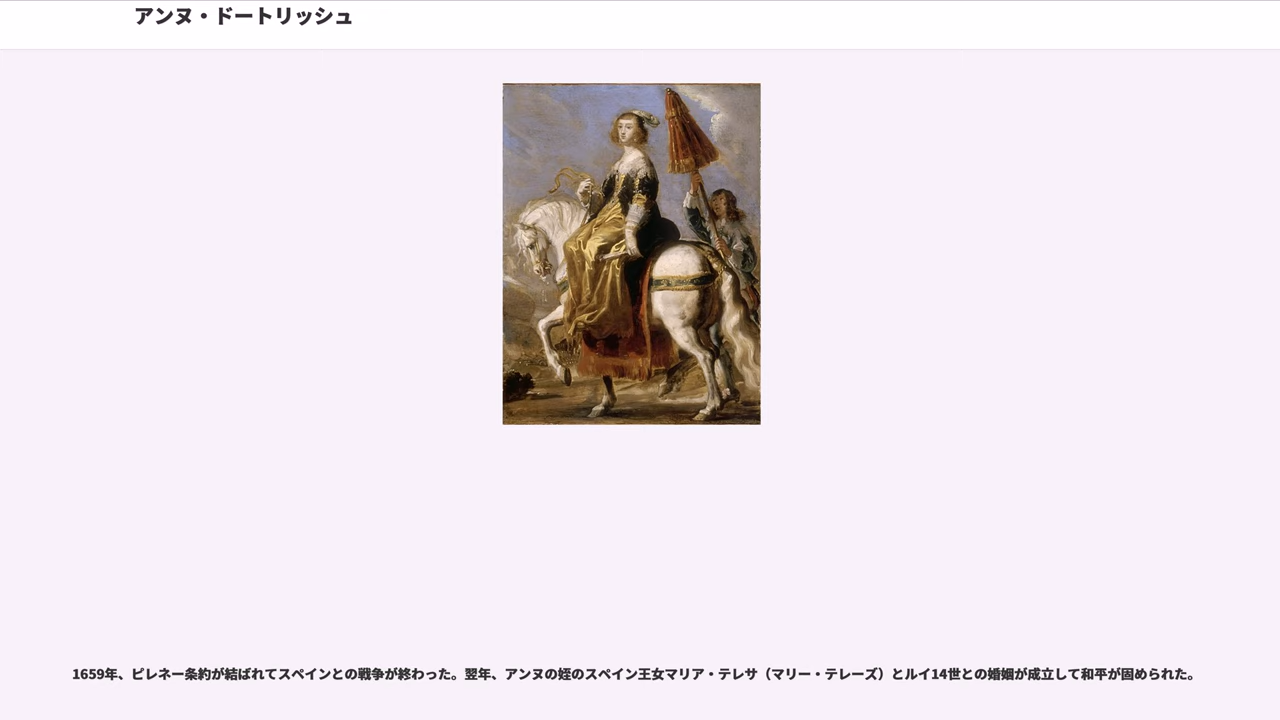 アンヌ・ドートリッシュ
1659年、ピレネー条約が結ばれてスペインとの戦争が終わった。翌年、アンヌの姪のスペイン王女マリア・テレサ（マリー・テレーズ）とルイ14世との婚姻が成立して和平が固められた。